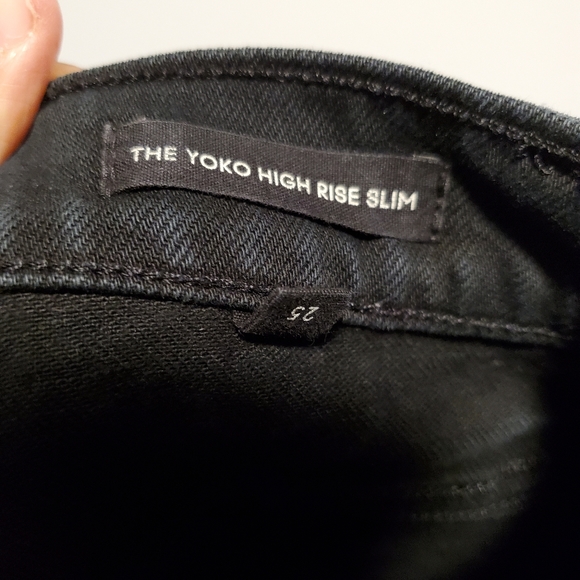 THE YOKO HIGH RISE SLIM
25